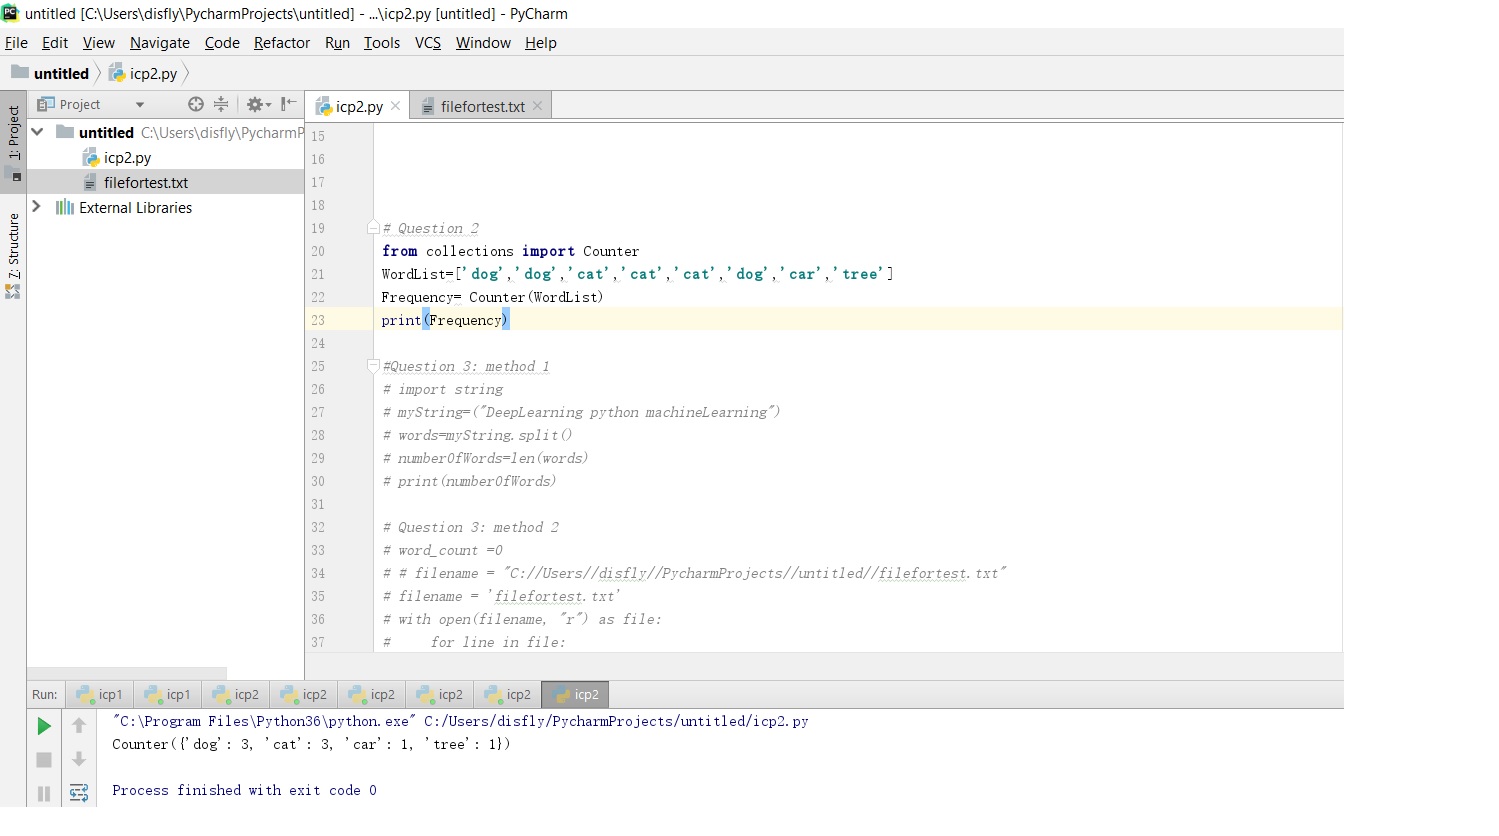 untitled [C:\Users\disfly\PycharmProjects\untitled] - ...\icp2.py [untitled] - PyCharm
File Edit View Navigate Code Refactor Run Tools VCS Window Help
untitled icp2.py
1: Project
7: Structure
Project
untitled C:\Users\disfly\PycharmP
icp2.py
filefortest.txt
External Libraries
icp2.py filefortest.txt
15
16
17
18
19 # Question 2
20 from collections import Counter
21 WordList=['dog','dog','cat','cat','cat','dog','car','tree']
22 Frequency= Counter(WordList)
23 print(Frequency)
24
25 #Question 3: method 1
26 # import string
27 # myString=("DeepLearning python machineLearning")
28 # words=myString.split()
29 # numberOfWords=len(words)
30 # print(numberOfWords)
31
32 # Question 3: method 2
33 # word_count =0
34 # # filename = "C://Users//disfly//PycharmProjects//untitled//filefortest.txt"
35 # filename = 'filefortest.txt'
36 # with open(filename, "r") as file:
37 #     for line in file:
Run: icp1 icp1 icp2 icp2 icp2 icp2 icp2 icp2
"C:\Program Files\Python36\python.exe" C:/Users/disfly/PycharmProjects/untitled/icp2.py
Counter({'dog': 3, 'cat': 3, 'car': 1, 'tree': 1})
Process finished with exit code 0